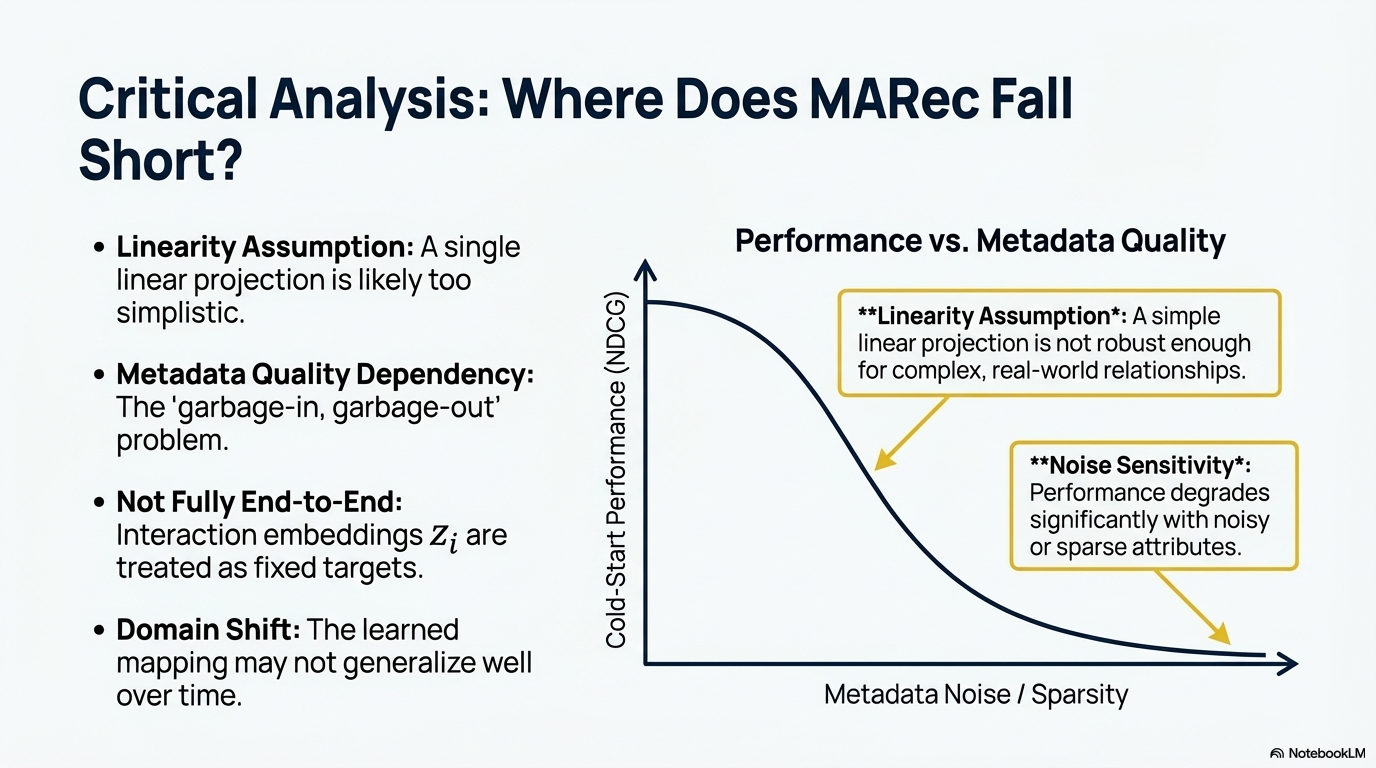 Critical Analysis: Where Does MARec Fall
Short?
• Linearity Assumption: A single
linear projection is likely too
simplistic.
• Metadata Quality Dependency:
The 'garbage-in, garbage-out’
problem.
• Not Fully End-to-End:
Interaction embeddings z_i are
treated as fixed targets.
• Domain Shift: The learned
mapping may not generalize well
over time.
Performance vs. Metadata Quality
Cold-Start Performance (NDCG)
**Linearity Assumption*: A simple
linear projection is not robust enough
for complex, real-world relationships.
**Noise Sensitivity*:
Performance degrades
significantly with noisy
or sparse attributes.
Metadata Noise / Sparsity
NotebookLM